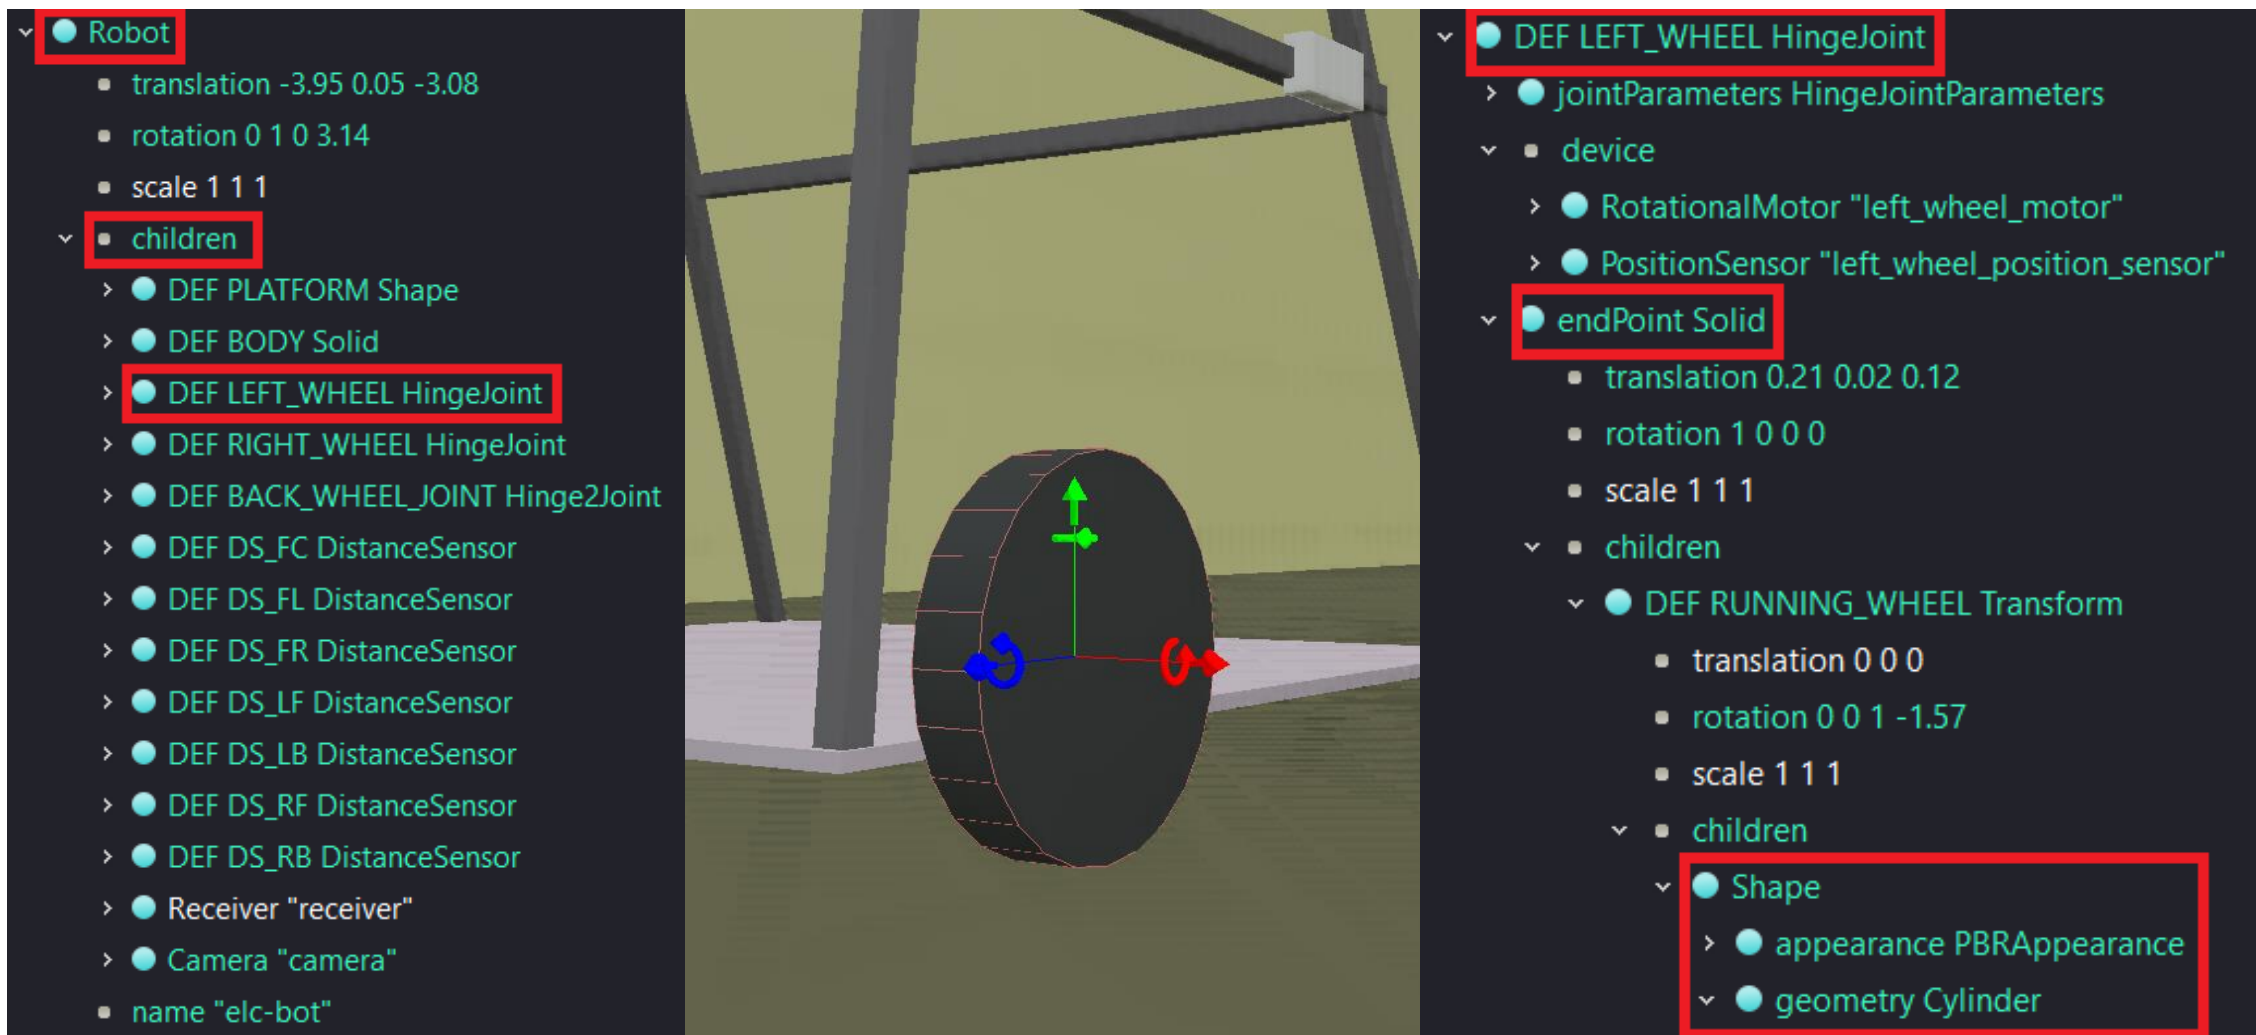 Robot
translation -3.95 0.05 -3.08
rotation 0 1 0 3.14
scale 1 1 1
children
DEF PLATFORM Shape
DEF BODY Solid
DEF LEFT_WHEEL HingeJoint
DEF RIGHT_WHEEL HingeJoint
DEF BACK_WHEEL_JOINT Hinge2Joint
DEF DS_FC DistanceSensor
DEF DS_FL DistanceSensor
DEF DS_FR DistanceSensor
DEF DS_LF DistanceSensor
DEF DS_LB DistanceSensor
DEF DS_RF DistanceSensor
DEF DS_RB DistanceSensor
Receiver "receiver"
Camera "camera"
name "elc-bot"
DEF LEFT_WHEEL HingeJoint
jointParameters HingeJointParameters
device
RotationalMotor "left_wheel_motor"
PositionSensor "left_wheel_position_sensor"
endPoint Solid
translation 0.21 0.02 0.12
rotation 1 0 0 0
scale 1 1 1
children
DEF RUNNING_WHEEL Transform
translation 0 0 0
rotation 0 0 1 -1.57
scale 1 1 1
children
Shape
appearance PBRAppearance
geometry Cylinder